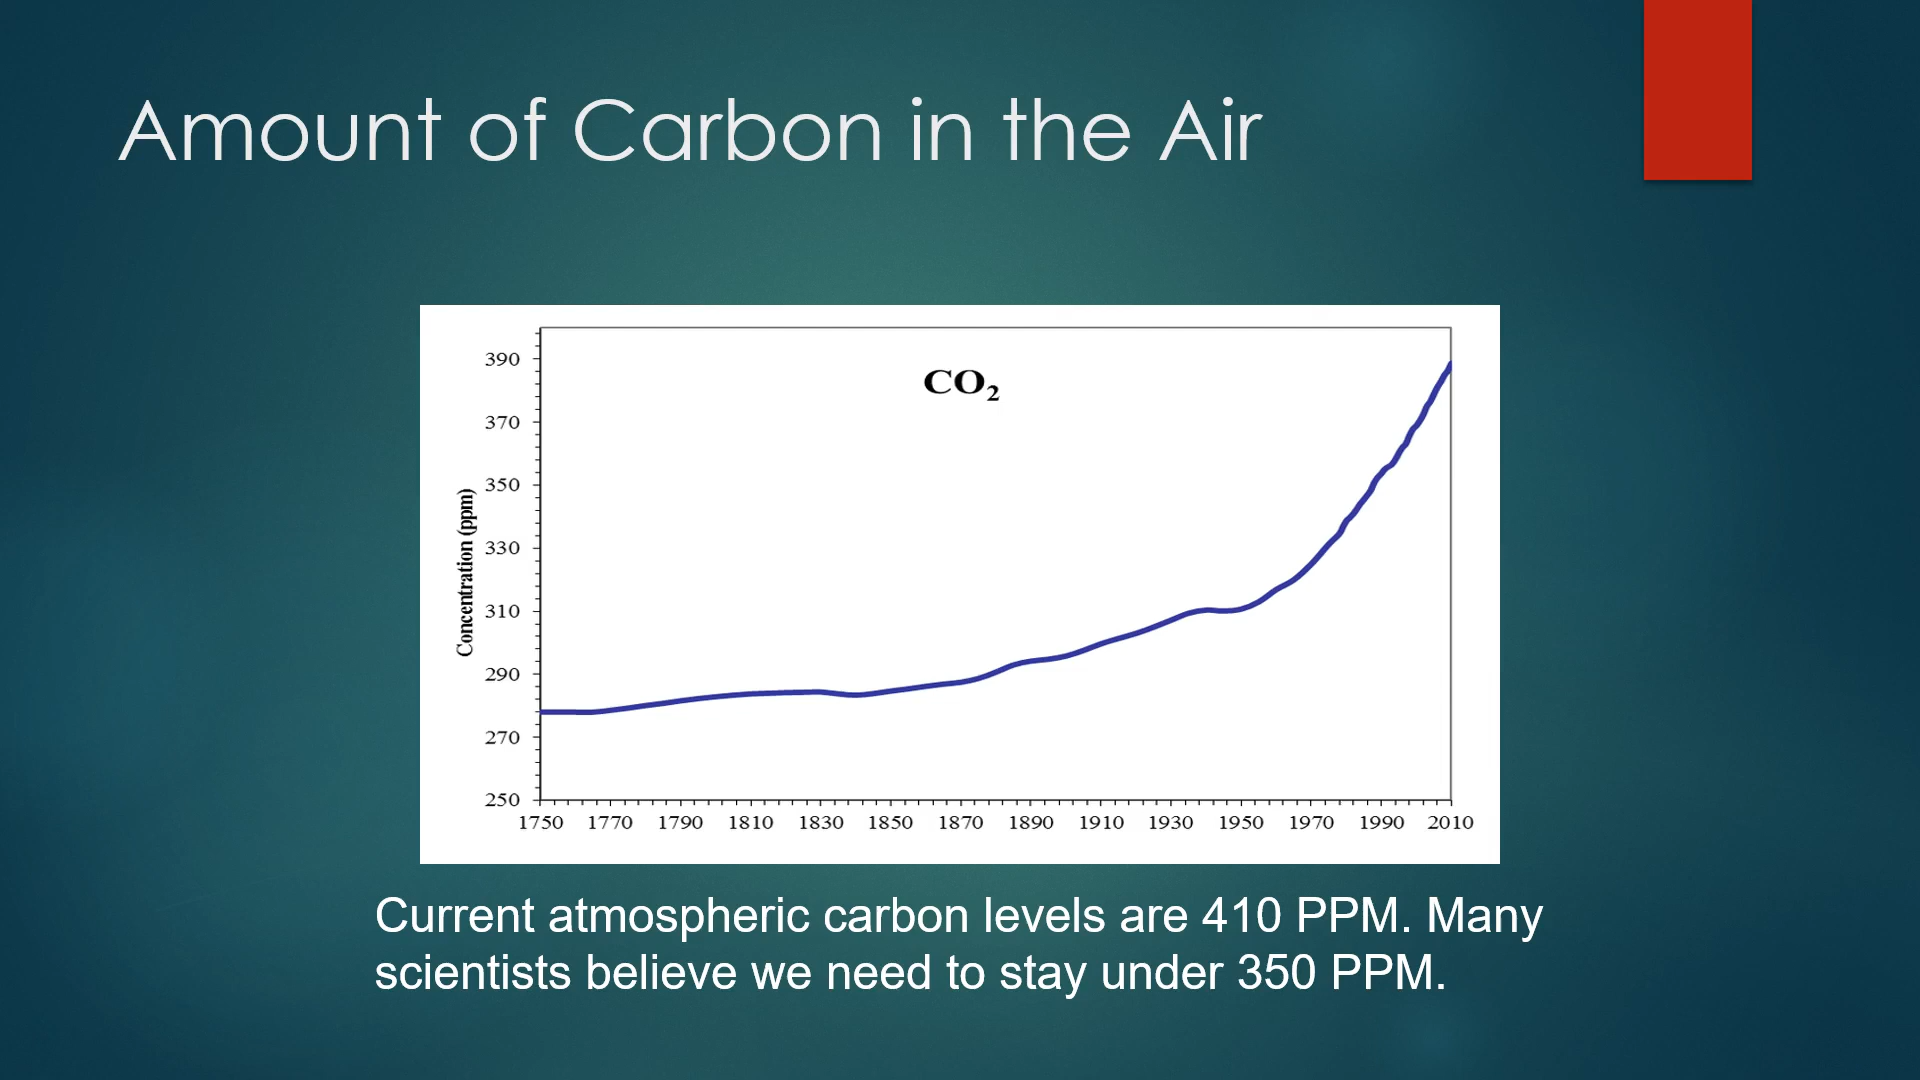 Amount of Carbon in the Air
CO₂
Concentration (ppm)
390
370
350
330
310
290
270
250
1750 1770 1790 1810 1830 1850 1870 1890 1910 1930 1950 1970 1990 2010
Current atmospheric carbon levels are 410 PPM. Many
scientists believe we need to stay under 350 PPM.